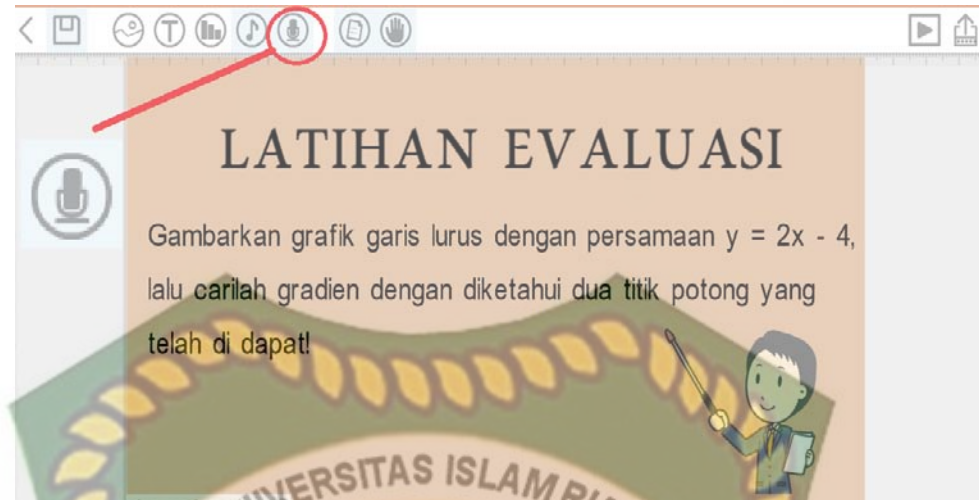 LATIHAN EVALUASI
Gambarkan grafik garis lurus dengan persamaan y = 2x - 4,
lalu carilah gradien dengan diketahui dua titik potong yang
telah di dapat!
UNIVERSITAS ISLAM